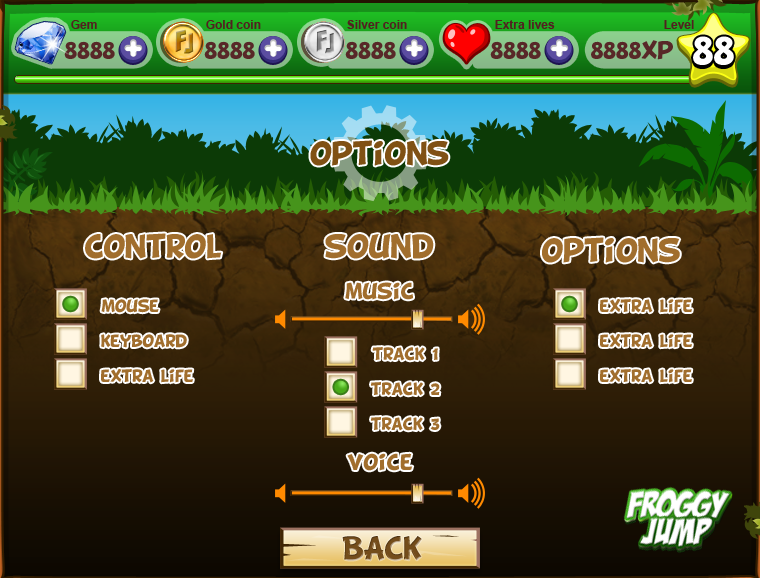 Gem Gold coin Silver coin Extra lives Level
8888 FJ 8888 FJ 8888 8888 8888XP 88
OPTiONS
CONTROL SOUND OPTiONS
MUSiC
MOUSE EXTRA LiFE
KEYBOARD TRACK 1 EXTRA LiFE
EXTRA LiFE TRACK 2 EXTRA LiFE
TRACK 3
VOiCE
FROGGY
JUMP
BACK